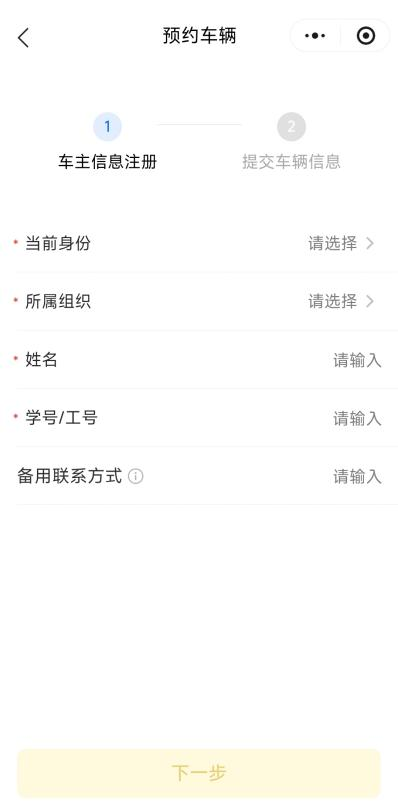 预约车辆
1
2
车主信息注册
提交车辆信息
* 当前身份 请选择
* 所属组织 请选择
* 姓名 请输入
* 学号/工号 请输入
备用联系方式 请输入
下一步